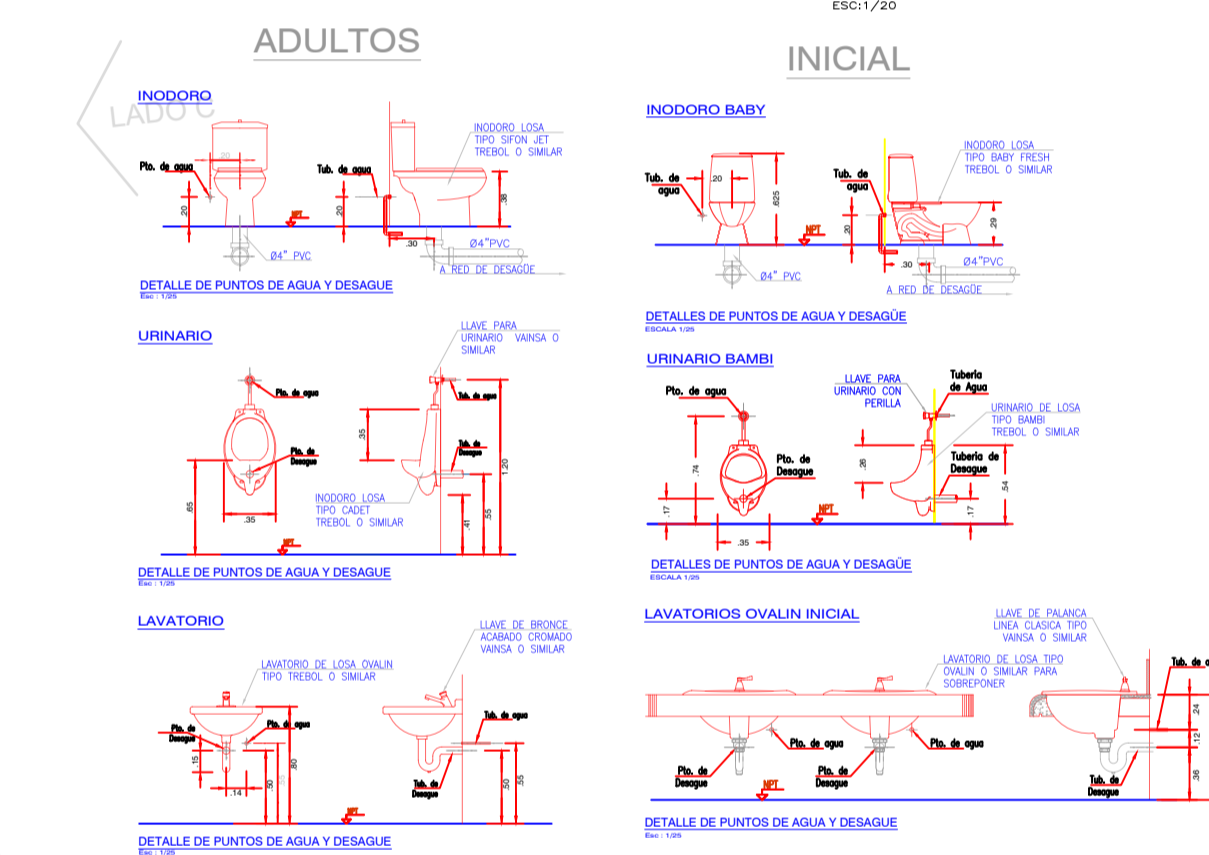 ESC:1/20
ADULTOS
LADO C
INODORO
INODORO LOSA
TIPO SIFON JET
TREBOL O SIMILAR
Pto. de agua
.20
.20
Tub. de agua
.20
.38
NPT
.30
Ø4" PVC
Ø4"PVC
A RED DE DESAGÜE
DETALLE DE PUNTOS DE AGUA Y DESAGUE
Esc : 1/25
URINARIO
LLAVE PARA
URINARIO VAINSA O
SIMILAR
Pto. de agua
Tub. de agua
.35
Pto. de
Desague
Tub. de
Desague
1.20
.65
.35
INODORO LOSA
TIPO CADET
TREBOL O SIMILAR
.41
.55
NPT
DETALLE DE PUNTOS DE AGUA Y DESAGUE
Esc : 1/25
LAVATORIO
LLAVE DE BRONCE
ACABADO CROMADO
VAINSA O SIMILAR
LAVATORIO DE LOSA OVALIN
TIPO TREBOL O SIMILAR
Pto. de
Desague
Pto. de agua
Tub. de agua
.15
.14
.50
.55
.80
Tub. de
Desague
.50
.55
NPT
DETALLE DE PUNTOS DE AGUA Y DESAGUE
Esc : 1/25
INICIAL
INODORO BABY
INODORO LOSA
TIPO BABY FRESH
TREBOL O SIMILAR
Tub. de
agua
.20
.625
Tub. de
agua
.20
.29
NPT
.30
Ø4" PVC
Ø4"PVC
A RED DE DESAGÜE
DETALLES DE PUNTOS DE AGUA Y DESAGÜE
ESCALA 1/25
URINARIO BAMBI
Pto. de agua
LLAVE PARA
URINARIO CON
PERILLA
Tuberia
de Agua
URINARIO DE LOSA
TIPO BAMBI
TREBOL O SIMILAR
.74
Pto. de
Desague
.26
Tuberia de
Desague
.54
.17
.17
NPT
.35
DETALLES DE PUNTOS DE AGUA Y DESAGÜE
ESCALA 1/25
LAVATORIOS OVALIN INICIAL
LLAVE DE PALANCA
LINEA CLASICA TIPO
VAINSA O SIMILAR
LAVATORIO DE LOSA TIPO
OVALIN O SIMILAR PARA
SOBREPONER
Tub. de a
.24
Pto. de agua
Pto. de agua
.12
Pto. de
Desague
Pto. de
Desague
Tub. de
Desague
.36
NPT
DETALLE DE PUNTOS DE AGUA Y DESAGUE
Esc : 1/25